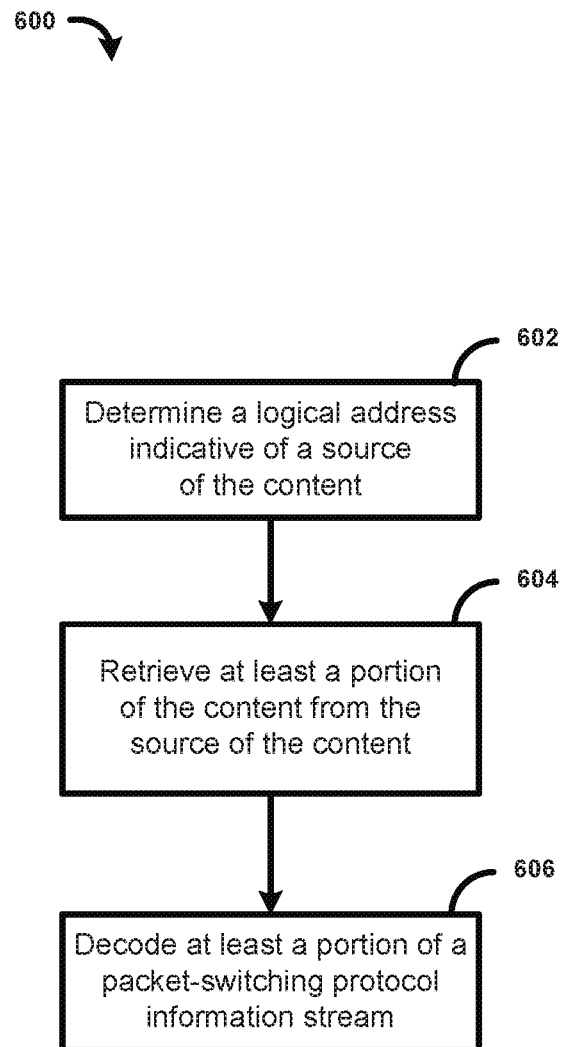 600
602
Determine a logical address
indicative of a source
of the content
604
Retrieve at least a portion
of the content from the
source of the content
606
Decode at least a portion of a
packet-switching protocol
information stream